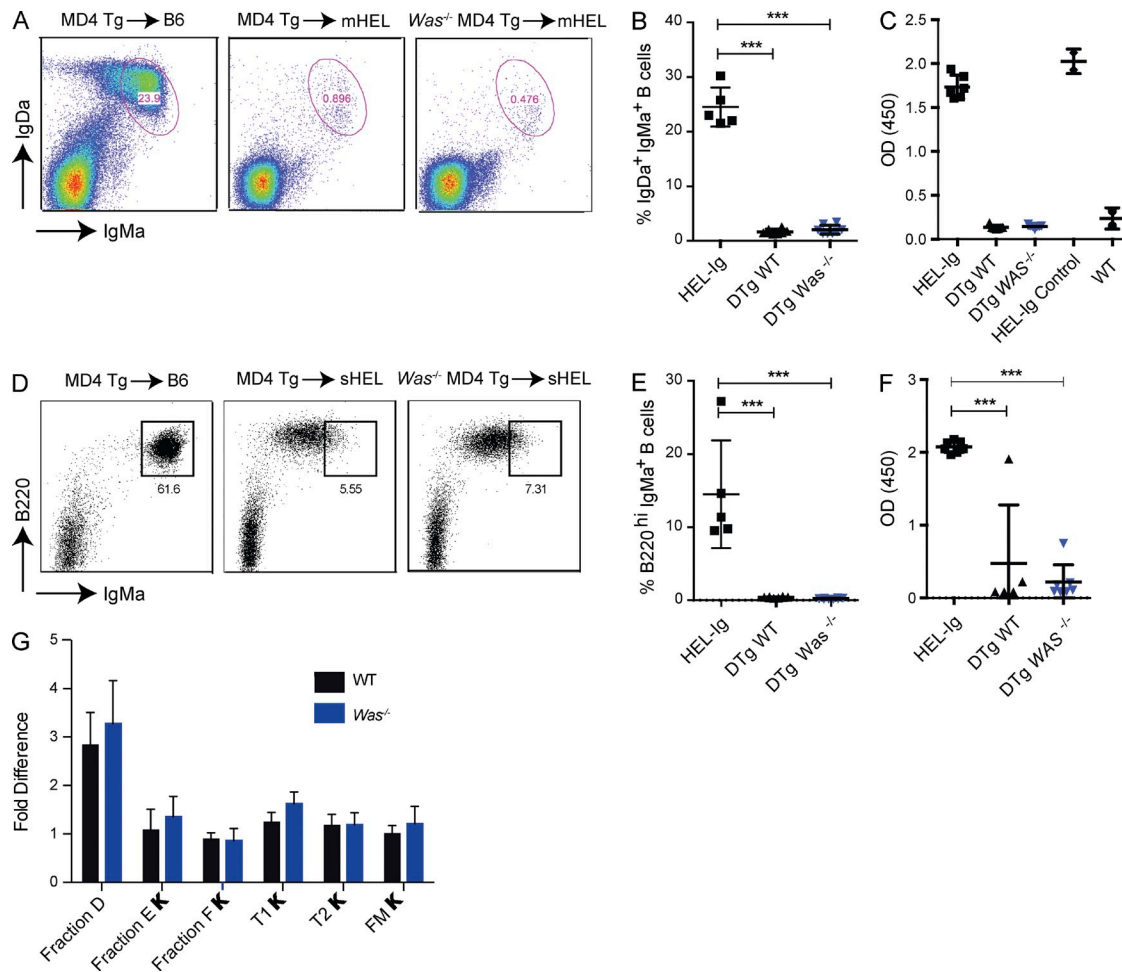 A
MD4 Tg → B6
MD4 Tg → mHEL
Was-/- MD4 Tg → mHEL
23.9
0.896
0.476
IgDa
IgMa
B
***
***
% IgDa+ IgMa+ B cells
40
30
20
10
0
HEL-Ig
DTg WT
DTg Was -/-
C
OD (450)
2.5
2.0
1.5
1.0
0.5
0.0
HEL-Ig
DTg WT
DTg WAS-/-
HEL-Ig Control
WT
D
MD4 Tg → B6
MD4 Tg → sHEL
Was-/- MD4 Tg → sHEL
61.6
5.55
7.31
B220
IgMa
E
***
***
% B220hi IgMa+ B cells
30
20
10
0
HEL-Ig
DTg WT
DTg Was -/-
F
***
***
OD (450)
3
2
1
0
HEL-Ig
DTg WT
DTg WAS -/-
G
Fold Difference
5
4
3
2
1
0
WT
Was-/-
Fraction D
Fraction E K
Fraction F K
T1 K
T2 K
FM K